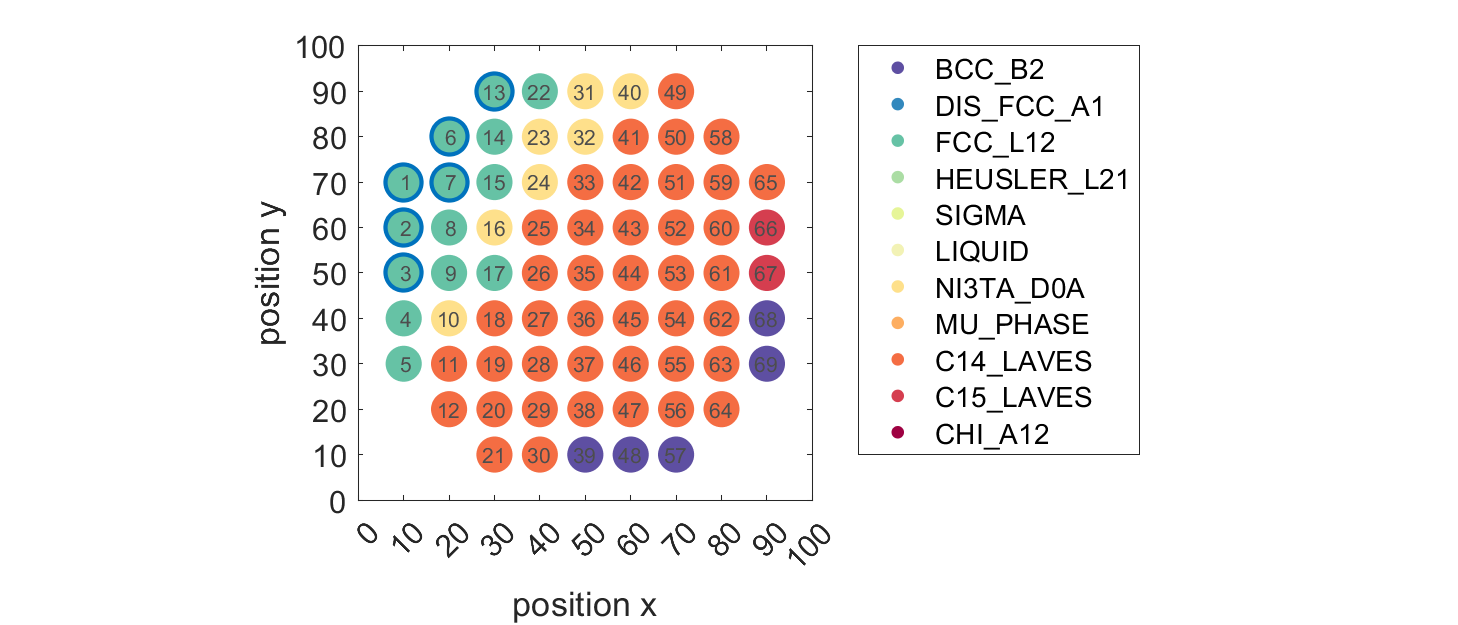 100
90
80
70
60
50
40
30
20
10
0
position y
13 22 31 40 49
6 14 23 32 41 50 58
1 7 15 24 33 42 51 59 65
2 8 16 25 34 43 52 60 66
3 9 17 26 35 44 53 61 67
4 10 18 27 36 45 54 62 68
5 11 19 28 37 46 55 63 69
12 20 29 38 47 56 64
21 30 39 48 57
0 10 20 30 40 50 60 70 80 90 100
position x
BCC_B2
DIS_FCC_A1
FCC_L12
HEUSLER_L21
SIGMA
LIQUID
NI3TA_D0A
MU_PHASE
C14_LAVES
C15_LAVES
CHI_A12